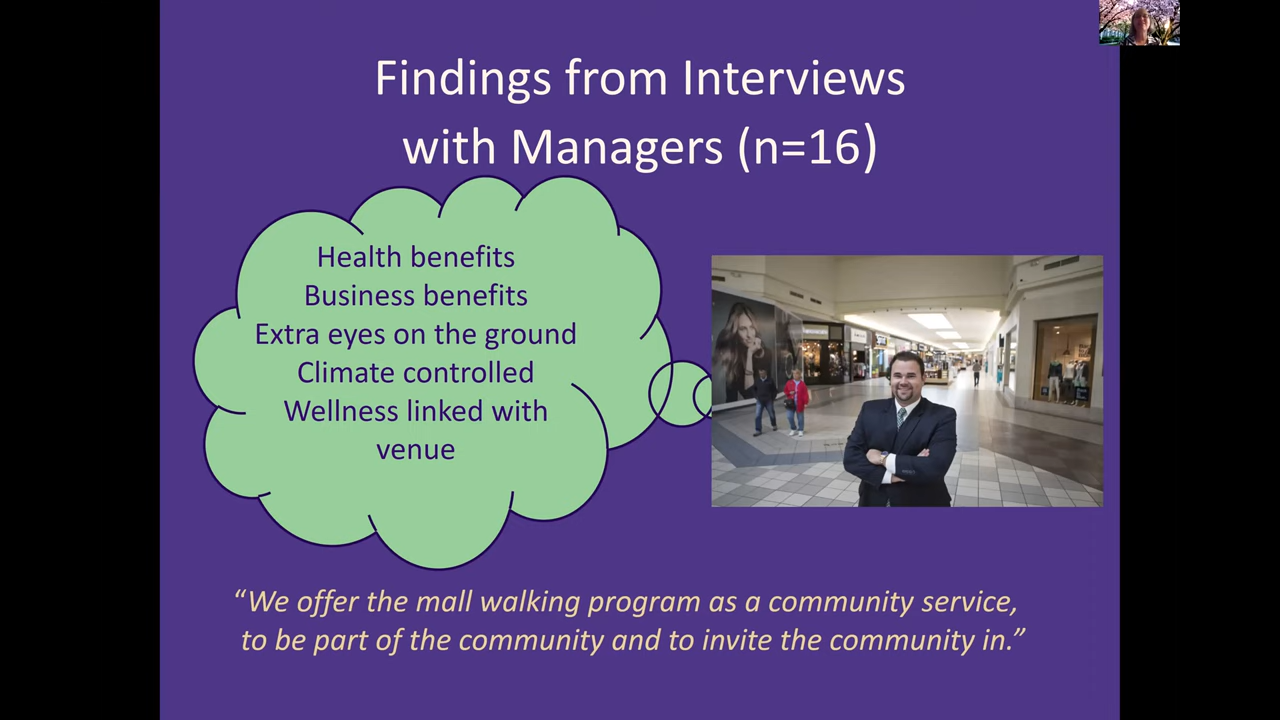 Findings from Interviews
with Managers (n=16)
Health benefits
Business benefits
Extra eyes on the ground
Climate controlled
Wellness linked with
venue
“We offer the mall walking program as a community service,
to be part of the community and to invite the community in.”